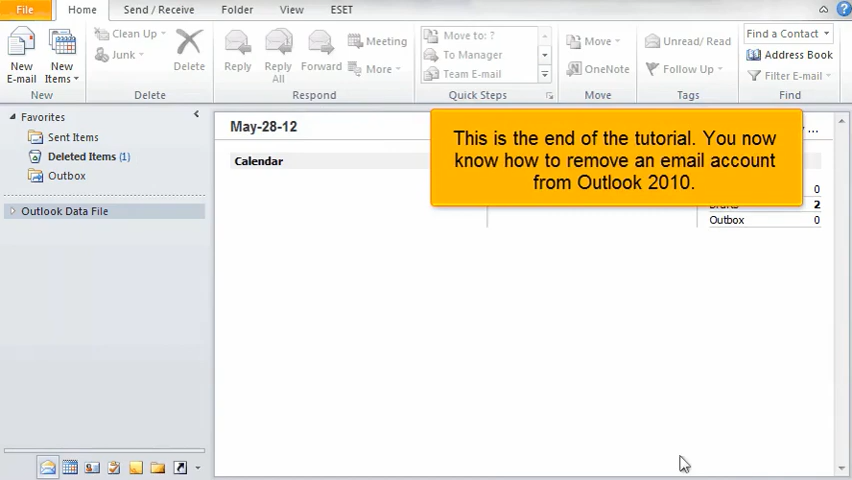 File Home Send / Receive Folder View ESET
New E-mail
New Items
Clean Up
Junk
Delete
Reply
Reply All
Forward
Meeting
More
Move to: ?
To Manager
Team E-mail
Move
OneNote
Unread/ Read
Follow Up
Find a Contact
Address Book
Filter E-mail
New Delete Respond Quick Steps Move Tags Find
Favorites
Sent Items
Deleted Items (1)
Outbox
Outlook Data File
May-28-12
Calendar
This is the end of the tutorial. You now
know how to remove an email account
from Outlook 2010.
...
0
2
Outbox 0